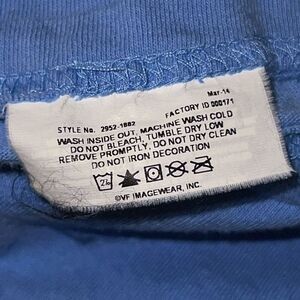 Mar-14
STYLE No. 2952-1882 FACTORY ID 000171
WASH INSIDE OUT, MACHINE WASH COLD
DO NOT BLEACH, TUMBLE DRY LOW
REMOVE PROMPTLY, DO NOT DRY CLEAN
DO NOT IRON DECORATION
©VF IMAGEWEAR, INC.